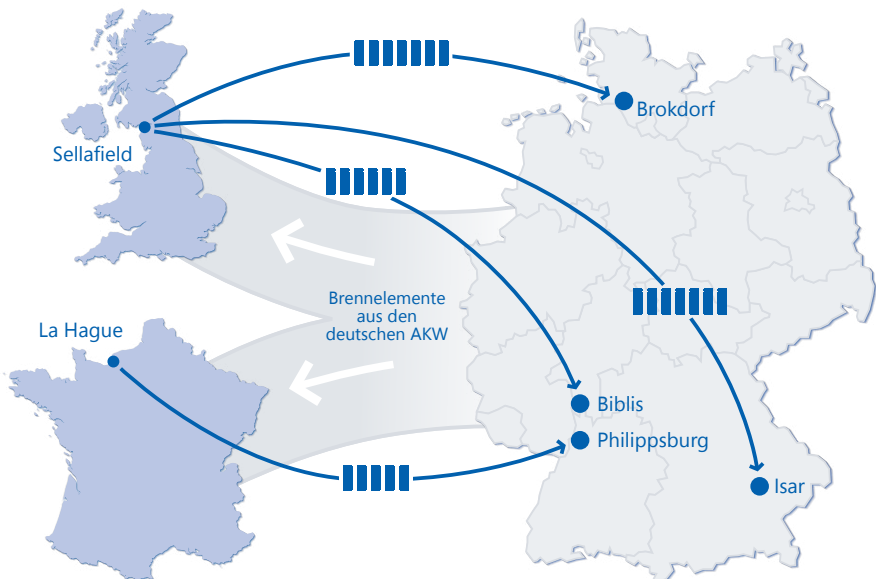 Brokdorf
Sellafield
Brennelemente
aus den
deutschen AKW
La Hague
Biblis
Philippsburg
Isar